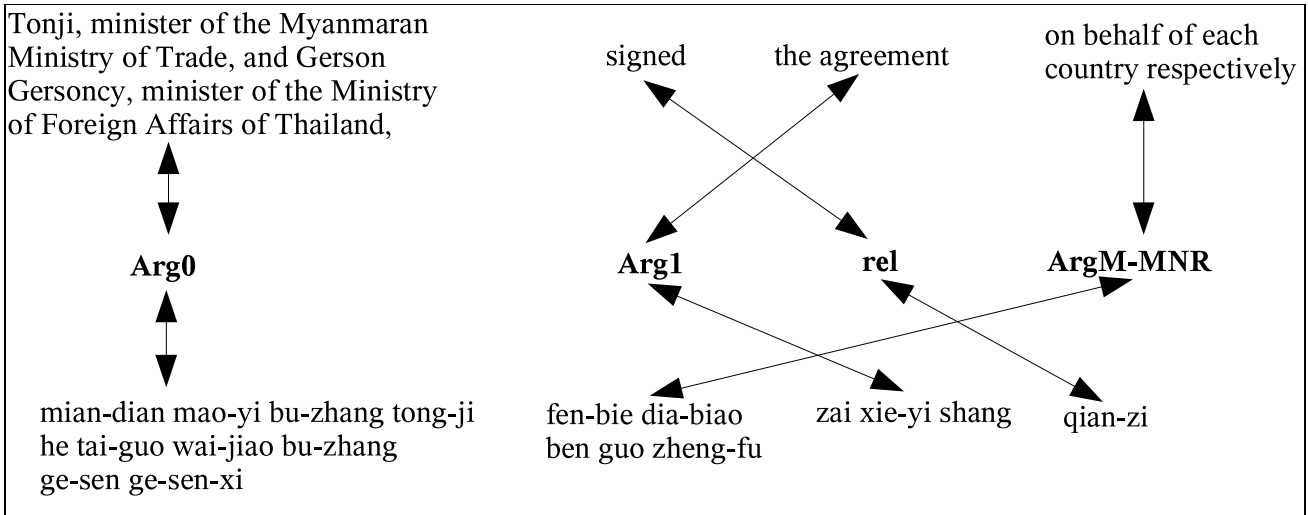 Tonji, minister of the Myanmaran
Ministry of Trade, and Gerson
Gersoncy, minister of the Ministry
of Foreign Affairs of Thailand,
signed
the agreement
on behalf of each
country respectively
Arg0
Arg1
rel
ArgM-MNR
mian-dian mao-yi bu-zhang tong-ji
he tai-guo wai-jiao bu-zhang
ge-sen ge-sen-xi
fen-bie dia-biao
ben guo zheng-fu
zai xie-yi shang
qian-zi